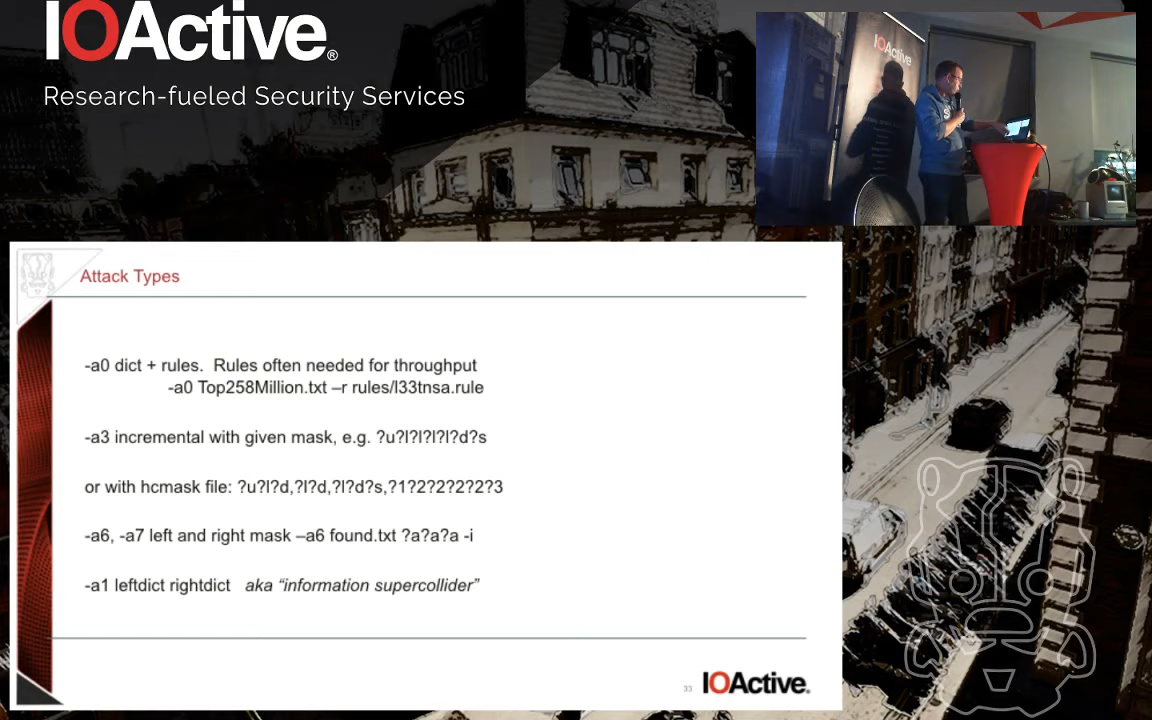 IOActive®
Research-fueled Security Services
IOActive
Attack Types
-a0 dict + rules. Rules often needed for throughput
-a0 Top258Million.txt –r rules/l33tnsa.rule
-a3 incremental with given mask, e.g. ?u?l?l?l?l?d?s
or with hcmask file: ?u?l?d,?l?d,?l?d?s,?1?2?2?2?2?3
-a6, -a7 left and right mask –a6 found.txt ?a?a?a -i
-a1 leftdict rightdict aka “information supercollider”
33 IOActive.